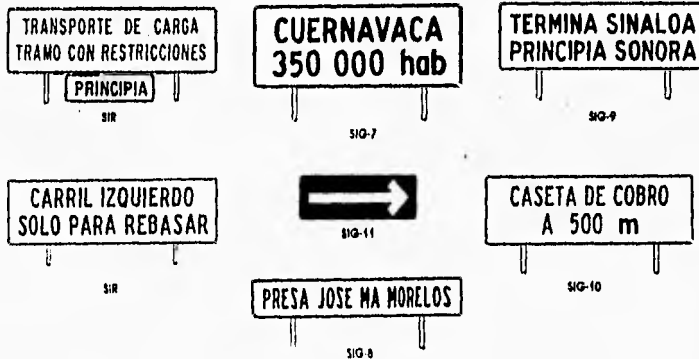 TRANSPORTE DE CARGA
TRAMO CON RESTRICCIONES
PRINCIPIA
SIR
CUERNAVACA
350 000 hab
SIG-7
TERMINA SINALOA
PRINCIPIA SONORA
SIG-9
CARRIL IZQUIERDO
SOLO PARA REBASAR
SIR
SIG-11
CASETA DE COBRO
A 500 m
SIG-10
PRESA JOSE MA MORELOS
SIG-8